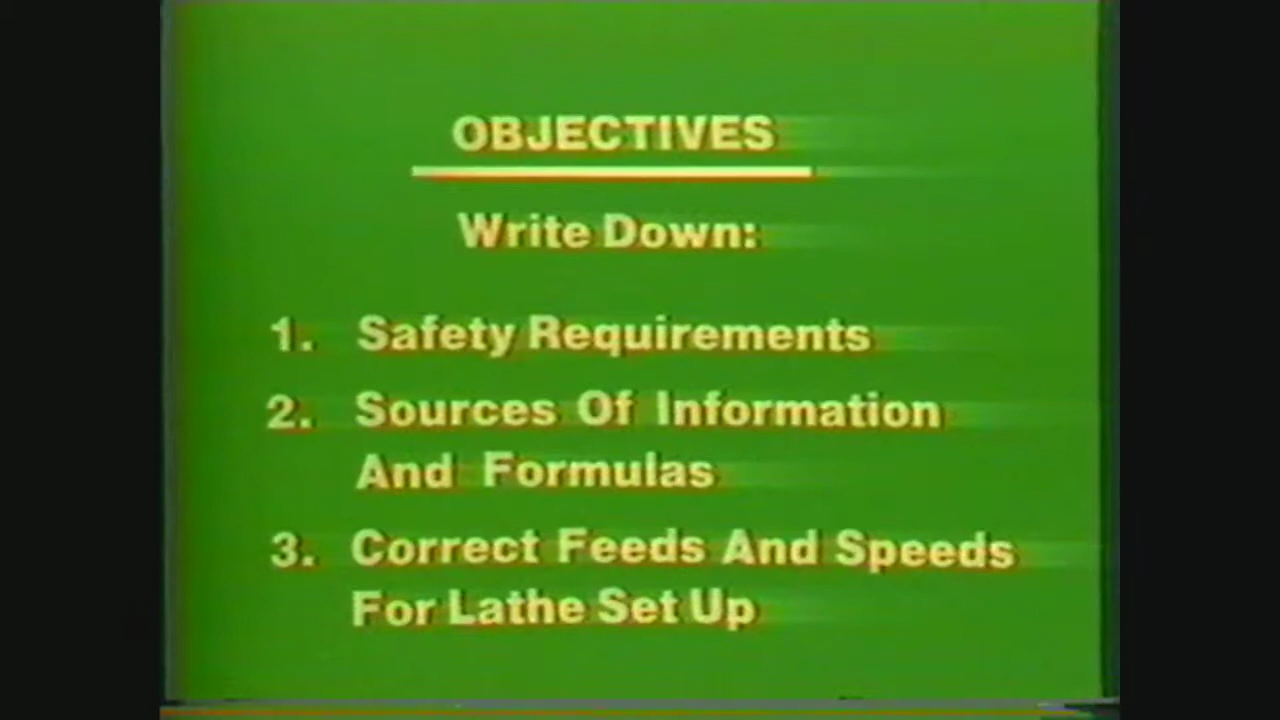 OBJECTIVES
Write Down:
1. Safety Requirements
2. Sources Of Information
And Formulas
3. Correct Feeds And Speeds
For Lathe Set Up